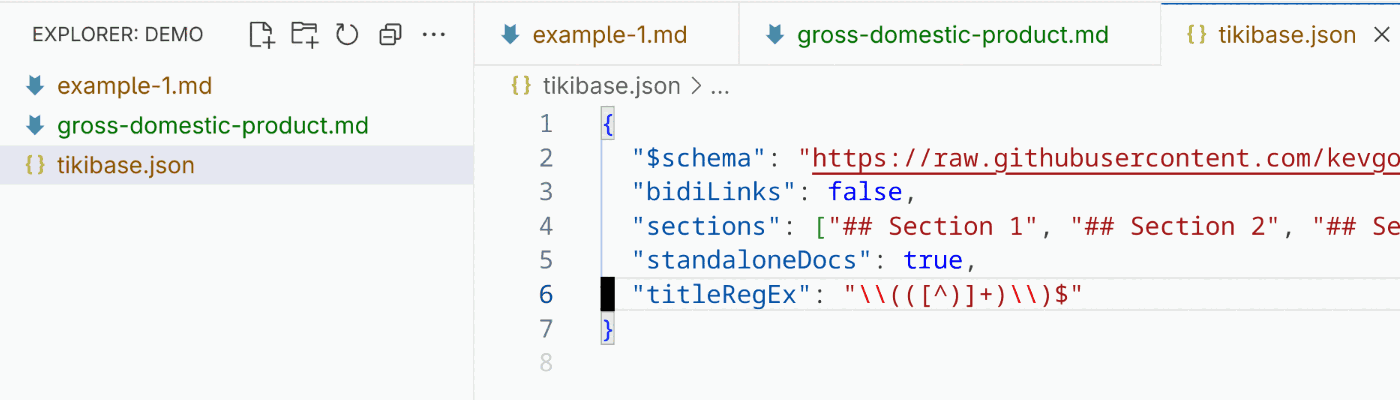 EXPLORER: DEMO
example-1.md
gross-domestic-product.md
tikibase.json
example-1.md gross-domestic-product.md {} tikibase.json
{} tikibase.json > ...
1 {
2 "$schema": "https://raw.githubusercontent.com/kevgo
3 "bidiLinks": false,
4 "sections": ["## Section 1", "## Section 2", "## Se
5 "standaloneDocs": true,
6 "titleRegEx": "\\(([^)]+)\\)$"
7 }
8